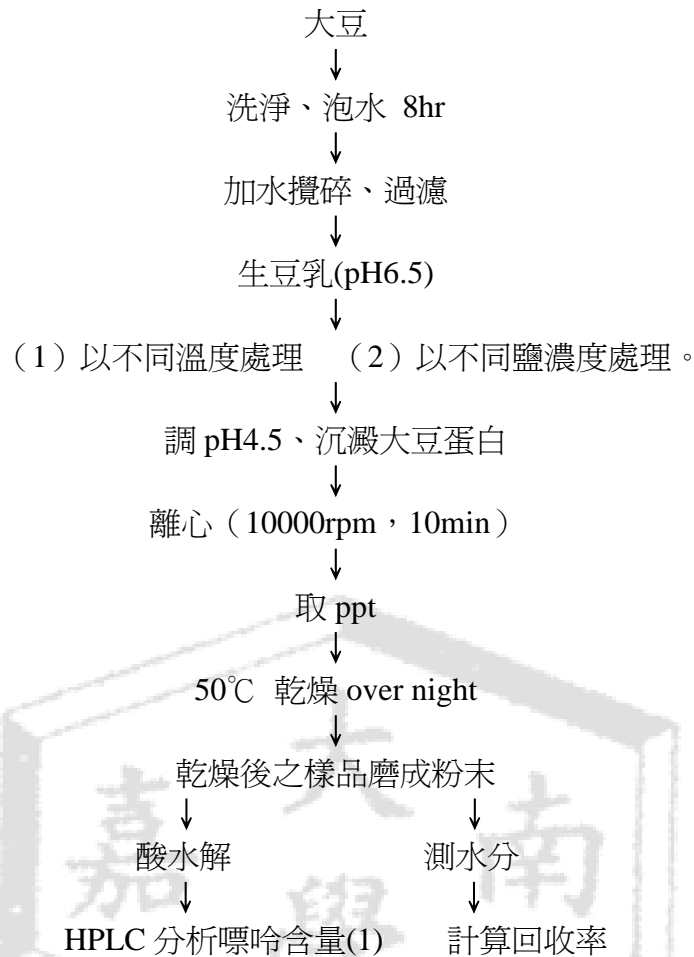 大豆
洗淨、泡水 8hr
加水攪碎、過濾
生豆乳(pH6.5)
（1）以不同溫度處理 （2）以不同鹽濃度處理。
調 pH4.5、沉澱大豆蛋白
離心（10000rpm，10min）
取 ppt
50℃ 乾燥 over night
乾燥後之樣品磨成粉末
酸水解 測水分
HPLC 分析嘌呤含量(1) 計算回收率
大
嘉 南
學